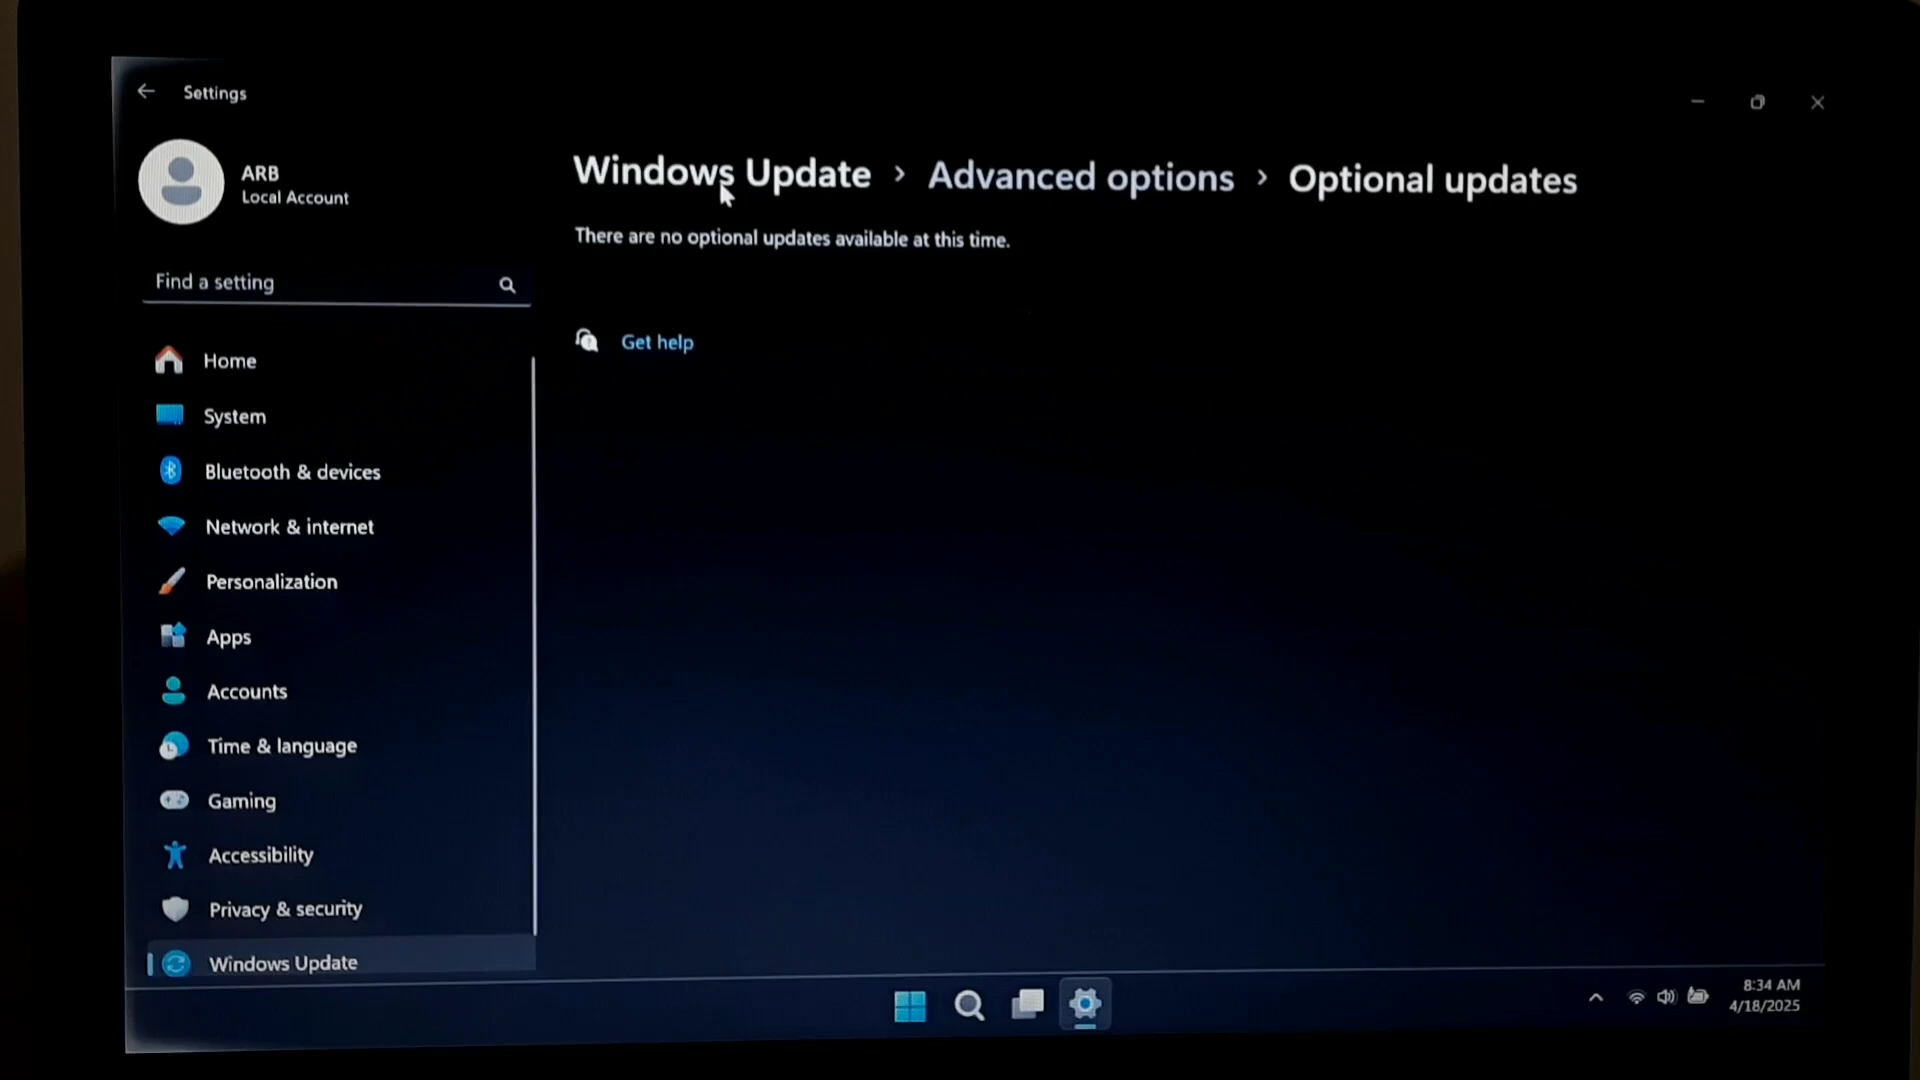 Settings
ARB
Local Account
Find a setting
Home
System
Bluetooth & devices
Network & internet
Personalization
Apps
Accounts
Time & language
Gaming
Accessibility
Privacy & security
Windows Update
Windows Update > Advanced options > Optional updates
There are no optional updates available at this time.
Get help
8:34 AM
4/18/2025